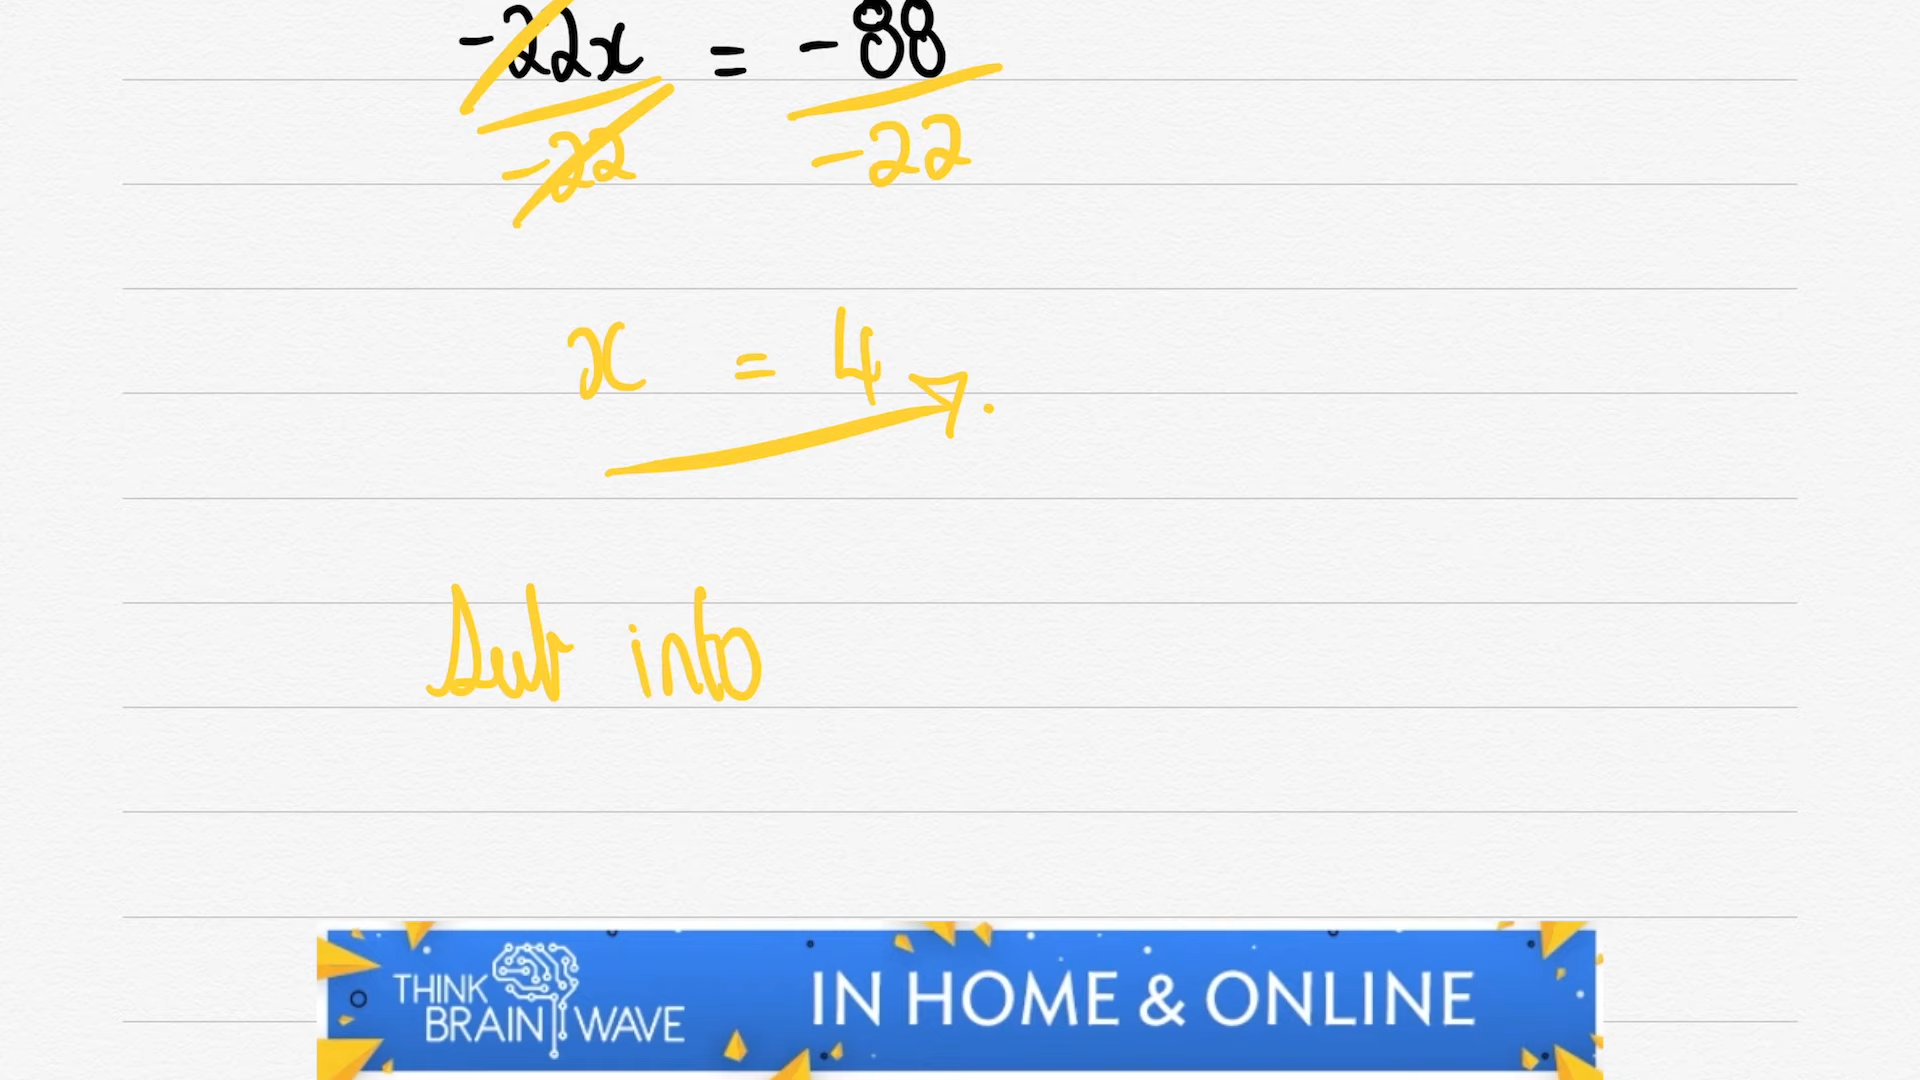 -22x = -88
-22 -22
x = 4
Sub into
THINK BRAIN WAVE
IN HOME & ONLINE